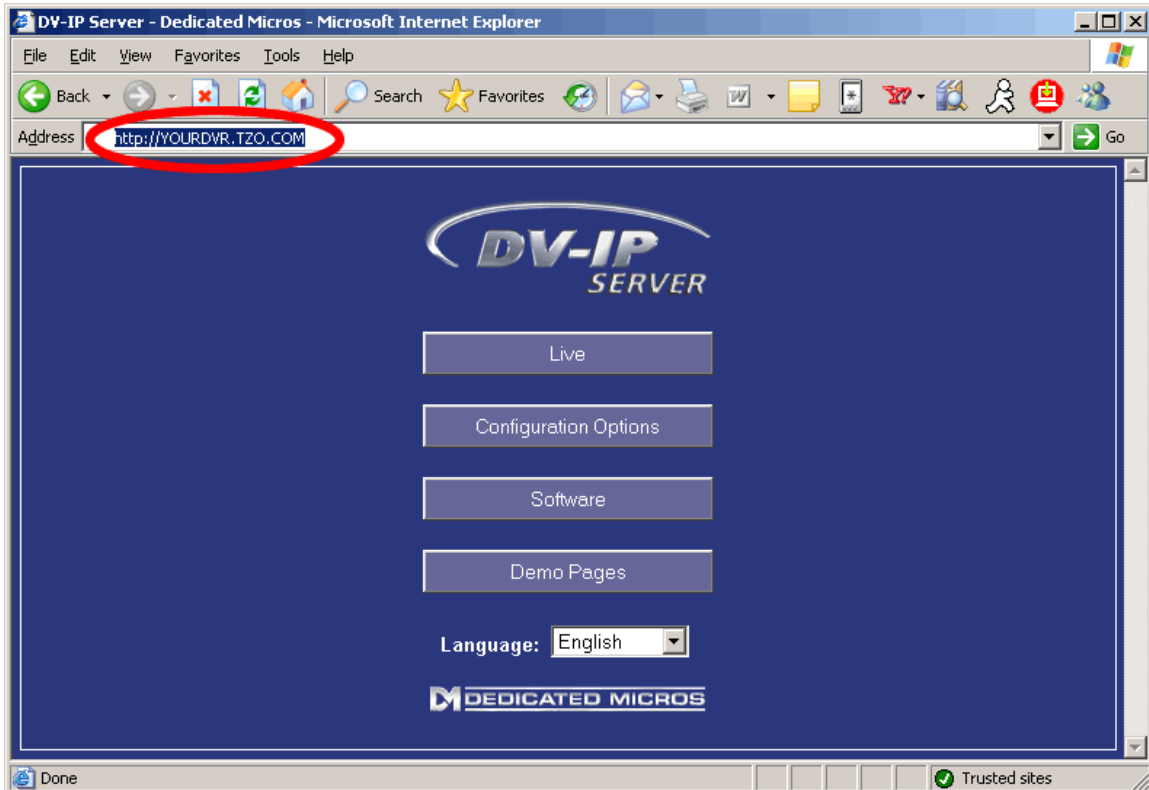 DV-IP Server - Dedicated Micros - Microsoft Internet Explorer
File Edit View Favorites Tools Help
Back Search Favorites
Address http://YOURDVR.TZO.COM Go
DV-IP
SERVER
Live
Configuration Options
Software
Demo Pages
Language: English
DM DEDICATED MICROS
Done Trusted sites